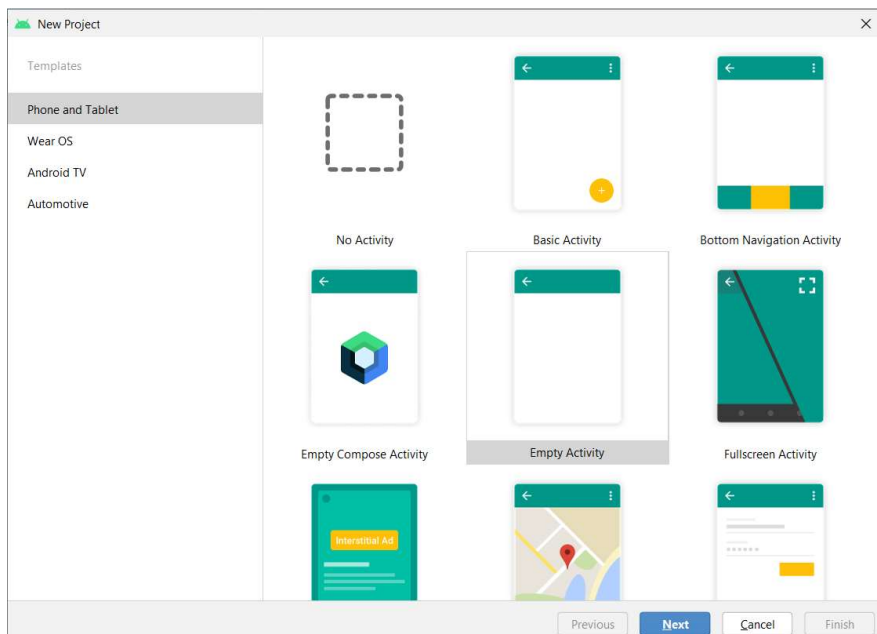 New Project
Templates
Phone and Tablet
Wear OS
Android TV
Automotive
No Activity
Basic Activity
Bottom Navigation Activity
Empty Compose Activity
Empty Activity
Fullscreen Activity
Interstitial Ad
Previous
Next
Cancel
Finish